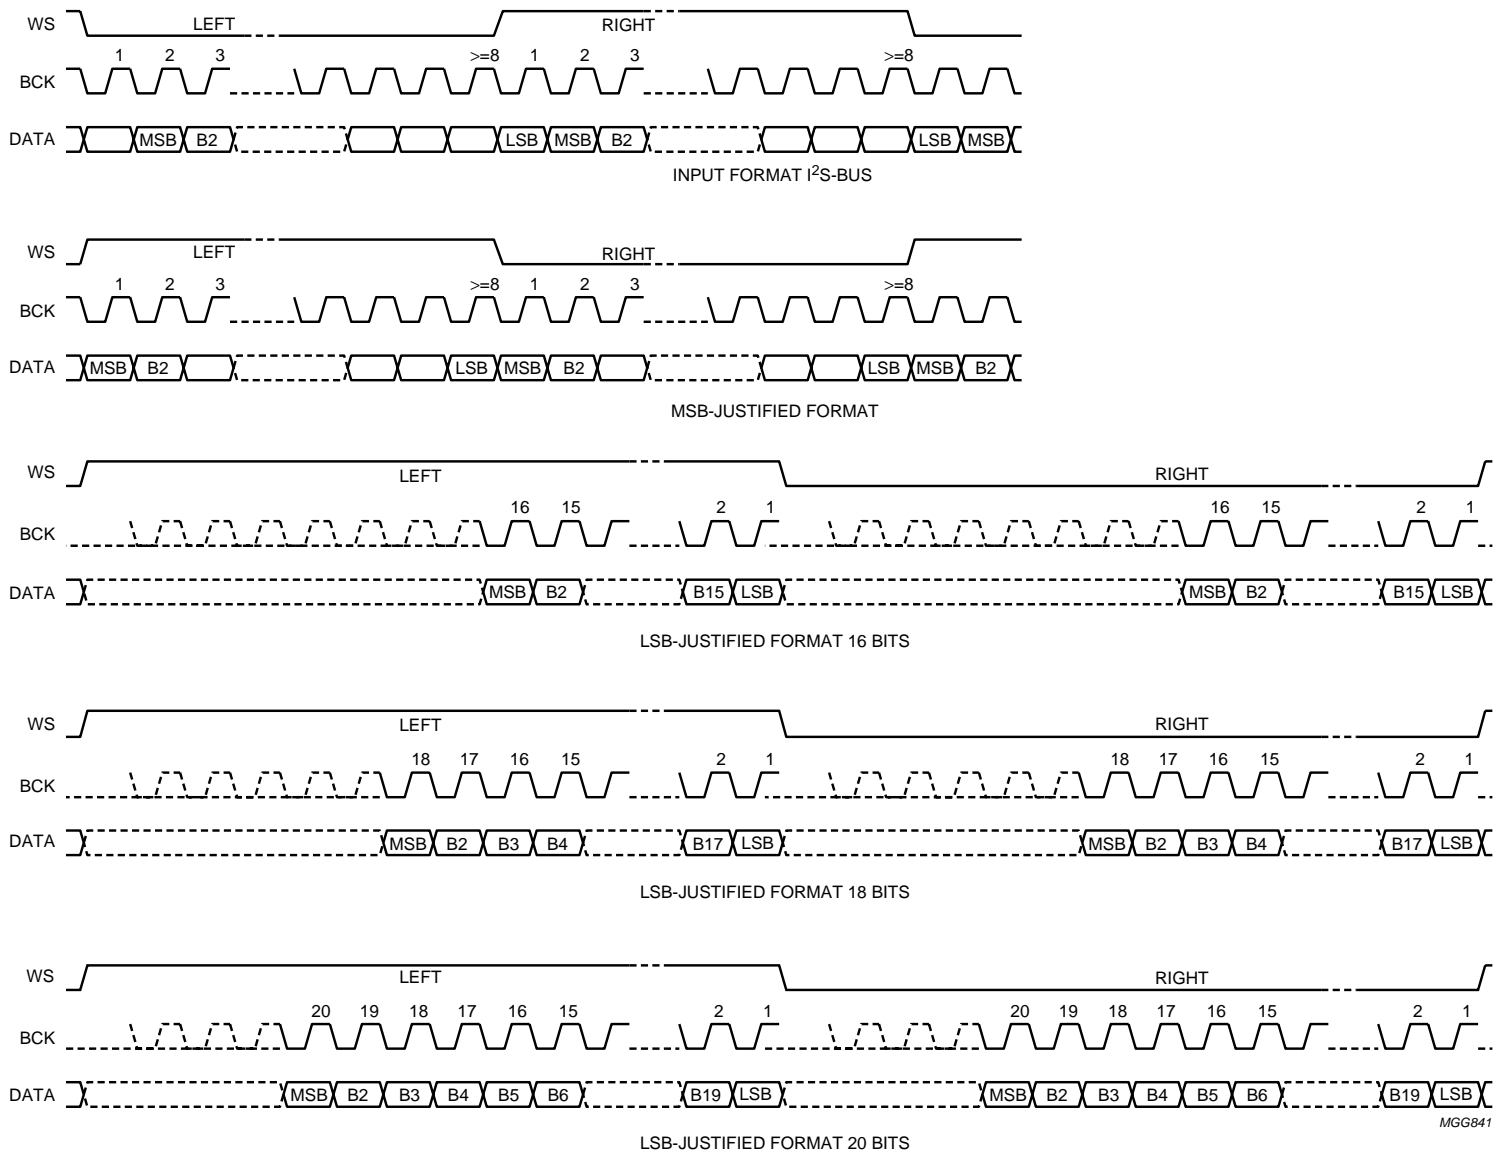 WS LEFT RIGHT
1 2 3 >=8 1 2 3 >=8
BCK
DATA MSB B2 LSB MSB B2 LSB MSB
INPUT FORMAT I²S-BUS
WS LEFT RIGHT
1 2 3 >=8 1 2 3 >=8
BCK
DATA MSB B2 LSB MSB B2 LSB MSB B2
MSB-JUSTIFIED FORMAT
WS LEFT RIGHT
16 15 2 1 16 15 2 1
BCK
DATA MSB B2 B15 LSB MSB B2 B15 LSB
LSB-JUSTIFIED FORMAT 16 BITS
WS LEFT RIGHT
18 17 16 15 2 1 18 17 16 15 2 1
BCK
DATA MSB B2 B3 B4 B17 LSB MSB B2 B3 B4 B17 LSB
LSB-JUSTIFIED FORMAT 18 BITS
WS LEFT RIGHT
20 19 18 17 16 15 2 1 20 19 18 17 16 15 2 1
BCK
DATA MSB B2 B3 B4 B5 B6 B19 LSB MSB B2 B3 B4 B5 B6 B19 LSB
MGG841
LSB-JUSTIFIED FORMAT 20 BITS